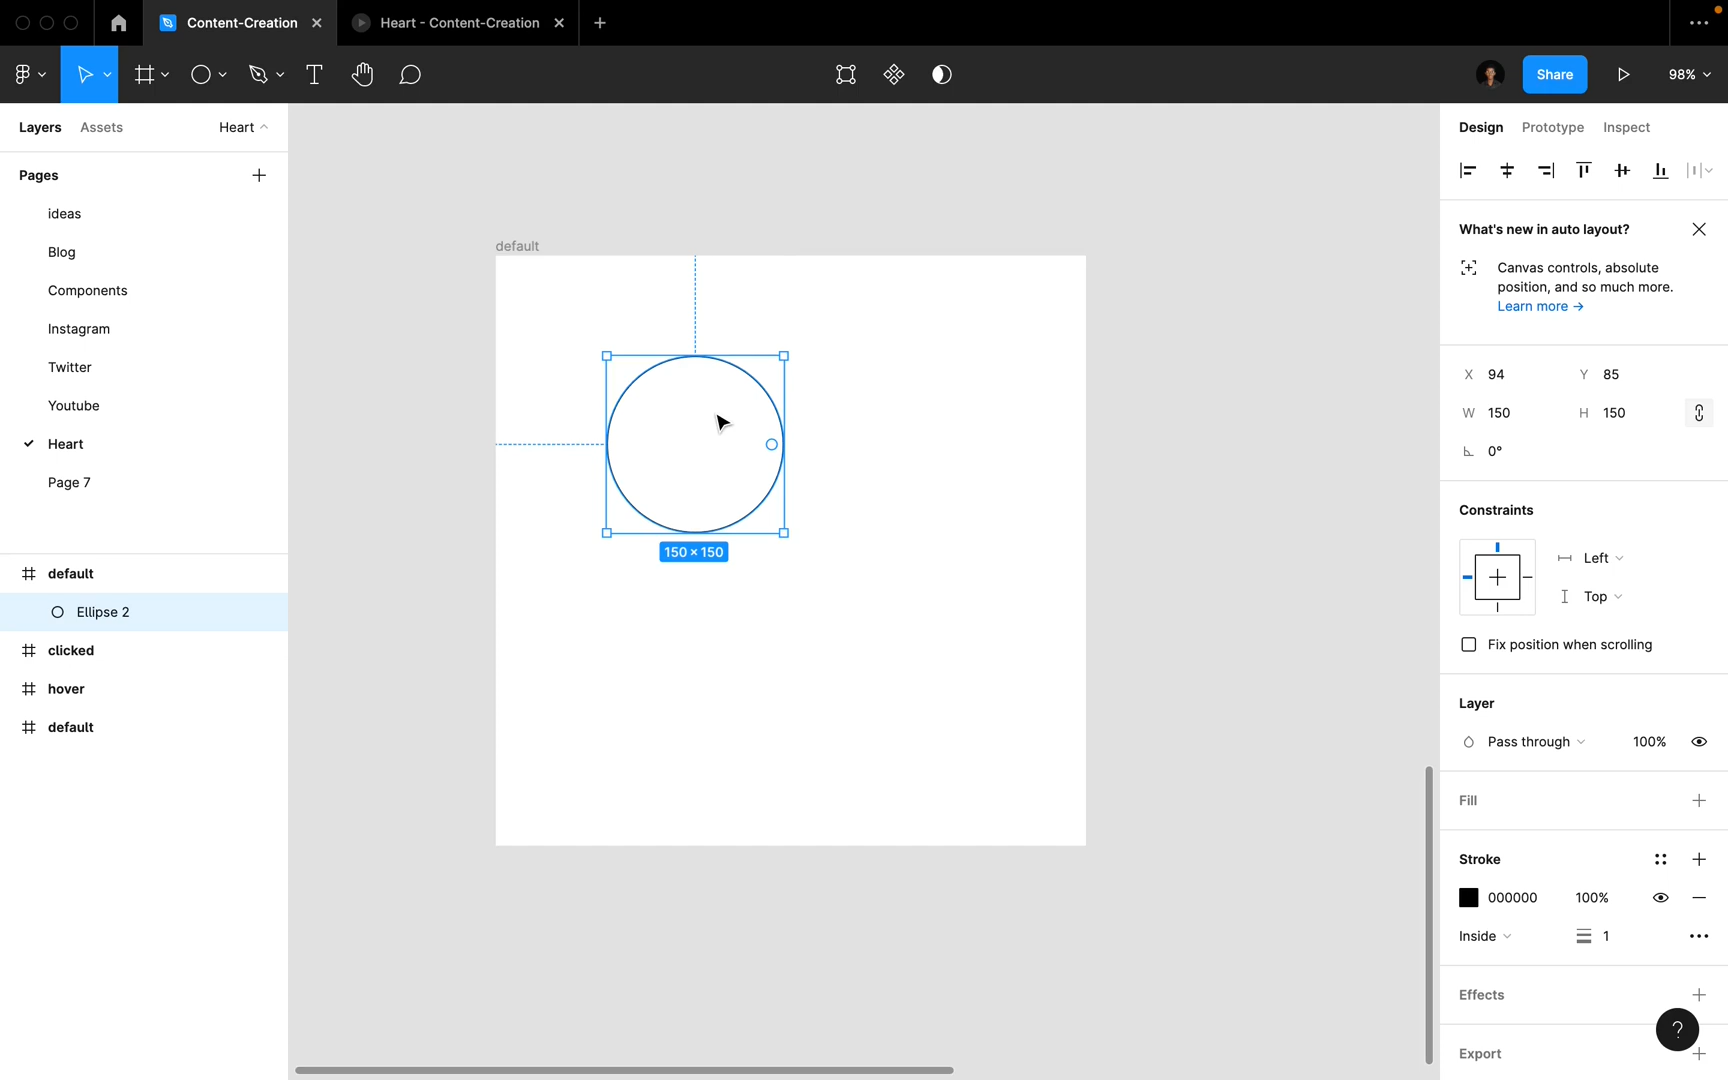 Content-Creation
Heart - Content-Creation
Share
98%
Layers
Assets
Heart
Pages
ideas
Blog
Components
Instagram
Twitter
Youtube
Heart
Page 7
default
Ellipse 2
clicked
hover
default
default
150 × 150
Design
Prototype
Inspect
What's new in auto layout?
Canvas controls, absolute
position, and so much more.
Learn more →
X 94
Y 85
W 150
H 150
0°
Constraints
Left
Top
Fix position when scrolling
Layer
Pass through
100%
Fill
Stroke
000000
100%
Inside
1
Effects
?
Export